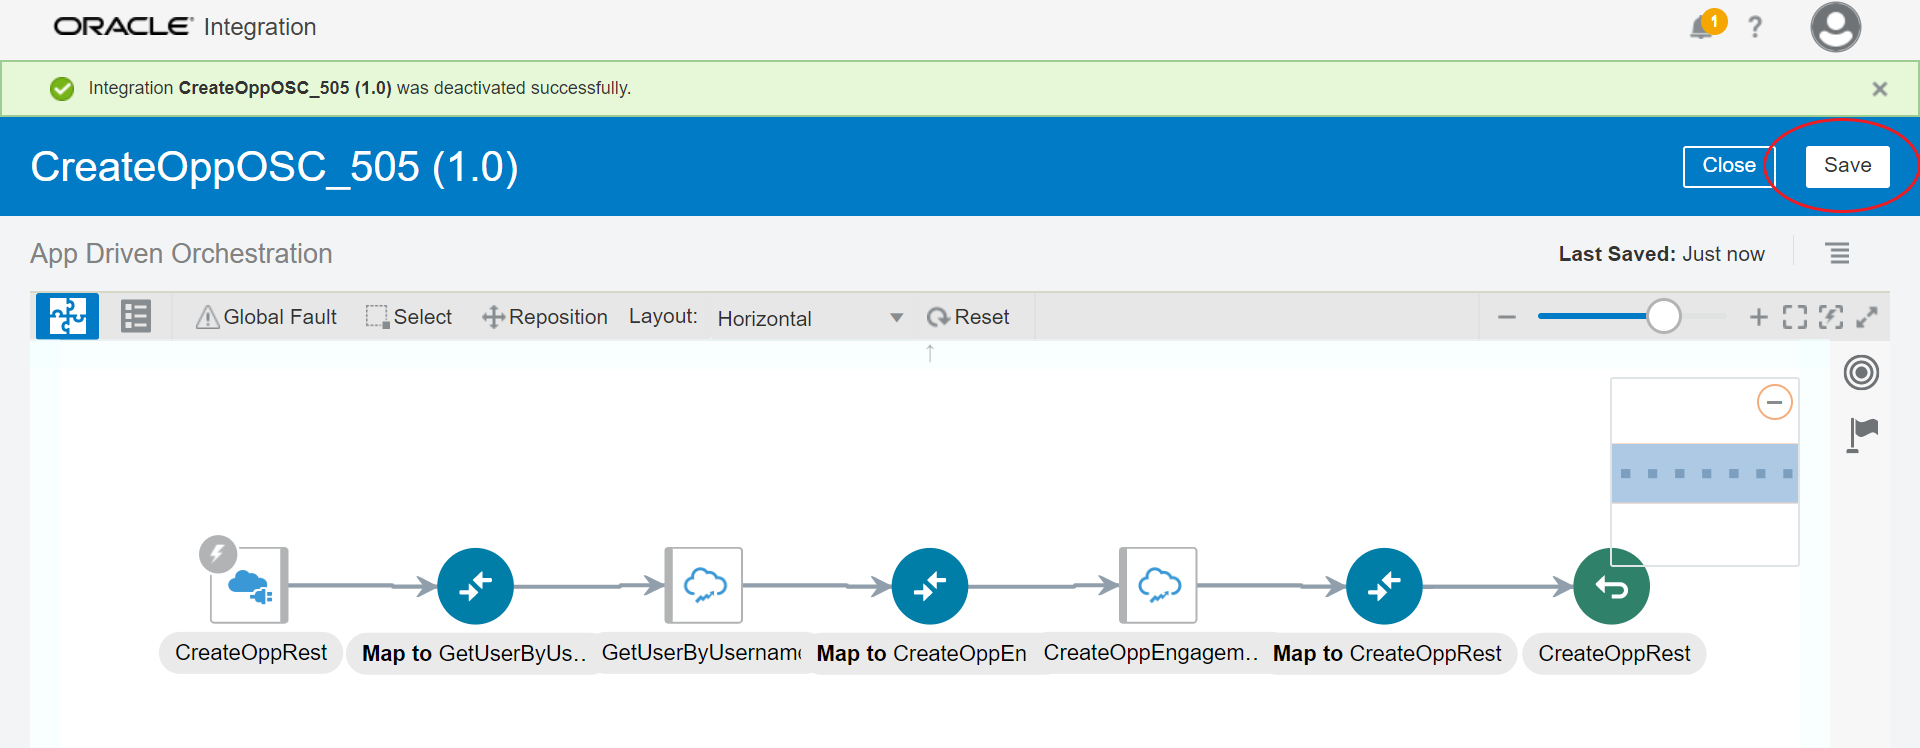 ORACLE Integration
1
?
Integration CreateOppOSC_505 (1.0) was deactivated successfully.
CreateOppOSC_505 (1.0)
Close
Save
App Driven Orchestration
Last Saved: Just now
Global Fault
Select
Reposition
Layout:
Horizontal
Reset
CreateOppRest
Map to GetUserByUs..
GetUserByUsernam
Map to CreateOppEn
CreateOppEngagem..
Map to CreateOppRest
CreateOppRest